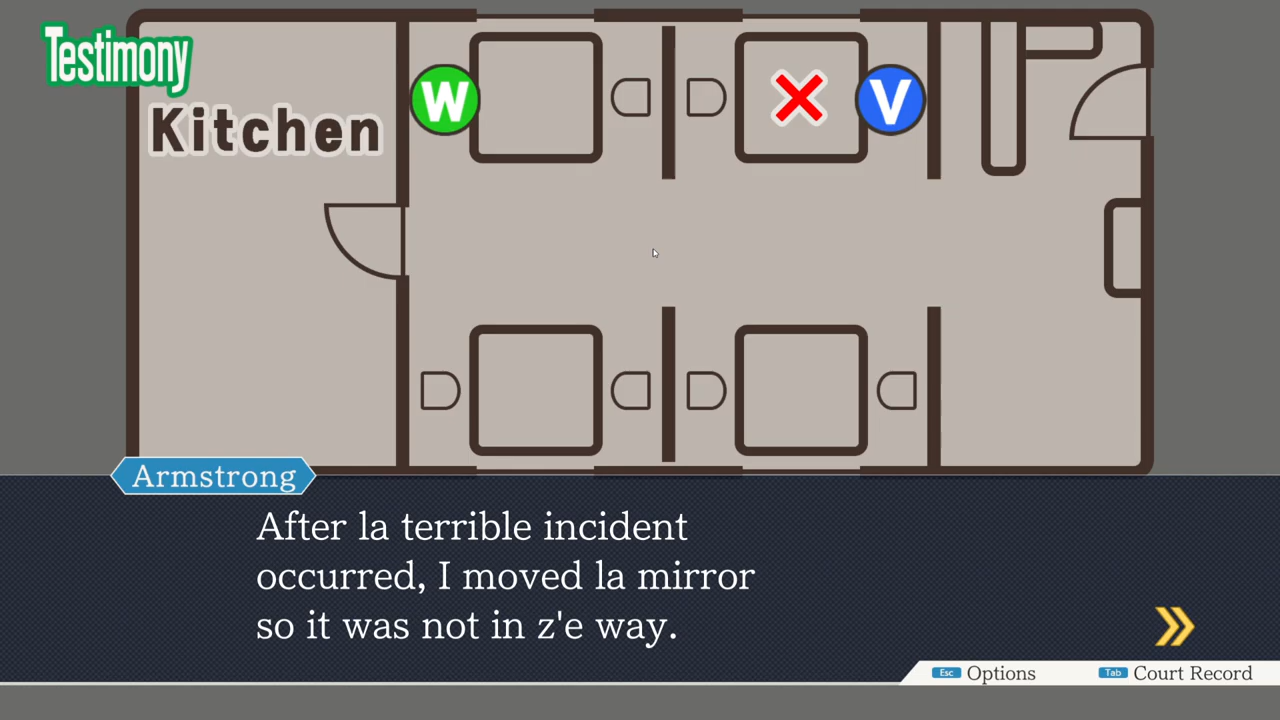 Testimony
Kitchen
W
V
Armstrong
After la terrible incident
occurred, I moved la mirror
so it was not in z'e way.
Esc Options Tab Court Record